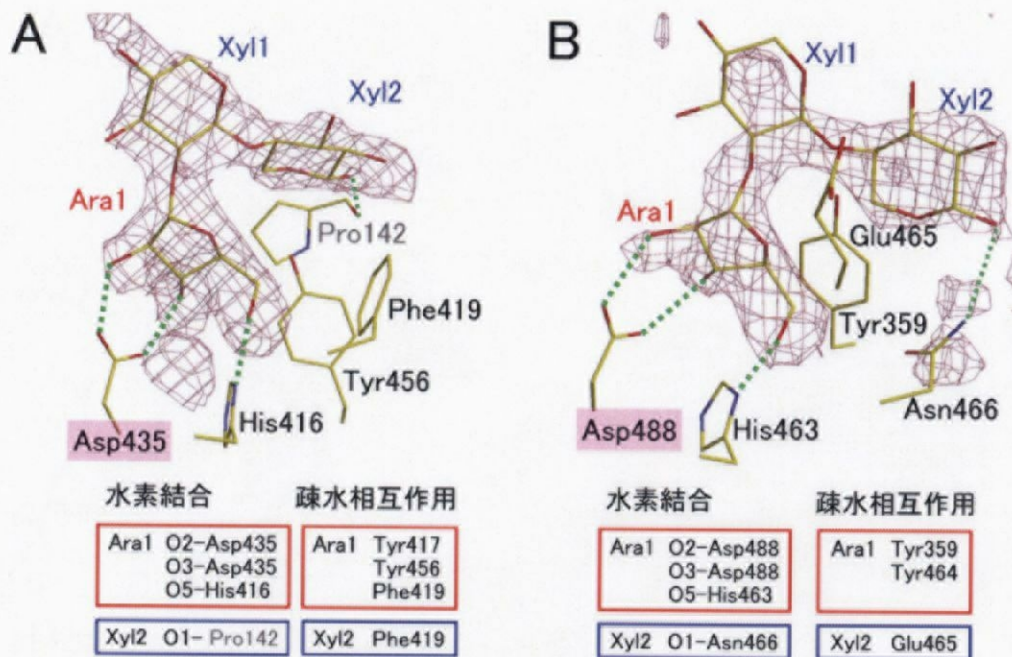 A
Xyl1
Xyl2
Ara1
Pro142
Phe419
Tyr456
His416
Asp435
水素結合 疎水相互作用
Ara1 O2-Asp435
O3-Asp435
O5-His416
Ara1 Tyr417
Tyr456
Phe419
Xyl2 O1-Pro142
Xyl2 Phe419
B
Xyl1
Xyl2
Ara1
Glu465
Tyr359
Asn466
His463
Asp488
水素結合 疎水相互作用
Ara1 O2-Asp488
O3-Asp488
O5-His463
Ara1 Tyr359
Tyr464
Xyl2 O1-Asn466
Xyl2 Glu465